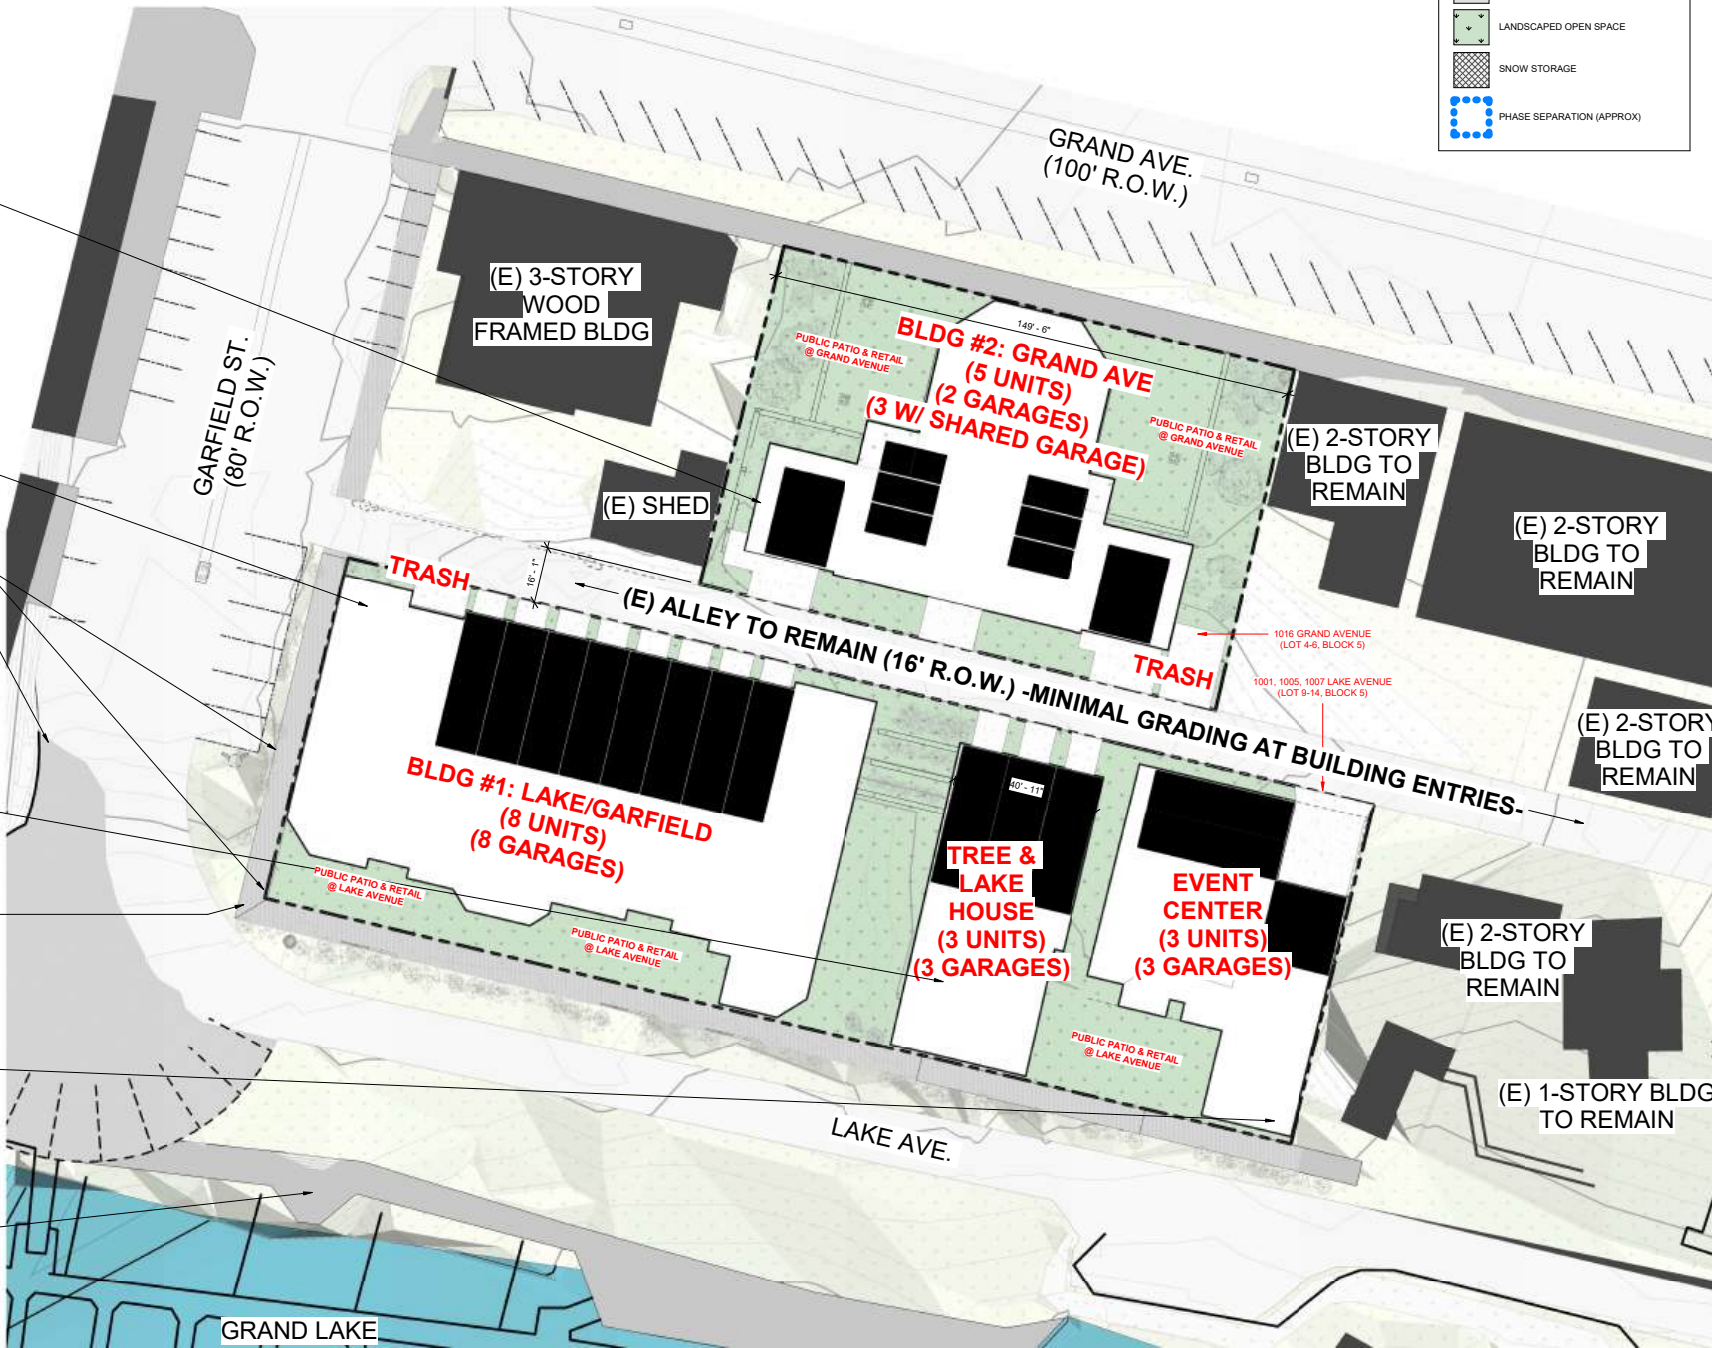 LANDSCAPED OPEN SPACE
SNOW STORAGE
PHASE SEPARATION (APPROX)
GRAND AVE.
(100' R.O.W.)
(E) 3-STORY
WOOD
FRAMED BLDG
GARFIELD ST.
(80' R.O.W.)
149' - 6"
PUBLIC PATIO & RETAIL
@ GRAND AVENUE
BLDG #2: GRAND AVE
(5 UNITS)
(2 GARAGES)
(3 W/ SHARED GARAGE)
PUBLIC PATIO & RETAIL
@ GRAND AVENUE
(E) 2-STORY
BLDG TO
REMAIN
(E) 2-STORY
BLDG TO
REMAIN
(E) SHED
TRASH
16' - 1"
(E) ALLEY TO REMAIN (16' R.O.W.) -MINIMAL GRADING AT BUILDING ENTRIES-
1016 GRAND AVENUE
(LOT 4-6, BLOCK 5)
TRASH
1001, 1005, 1007 LAKE AVENUE
(LOT 9-14, BLOCK 5)
(E) 2-STORY
BLDG TO
REMAIN
BLDG #1: LAKE/GARFIELD
(8 UNITS)
(8 GARAGES)
40' - 11"
TREE &
LAKE
HOUSE
(3 UNITS)
(3 GARAGES)
EVENT
CENTER
(3 UNITS)
(3 GARAGES)
PUBLIC PATIO & RETAIL
@ LAKE AVENUE
PUBLIC PATIO & RETAIL
@ LAKE AVENUE
(E) 2-STORY
BLDG TO
REMAIN
PUBLIC PATIO & RETAIL
@ LAKE AVENUE
(E) 1-STORY BLDG
TO REMAIN
LAKE AVE.
GRAND LAKE